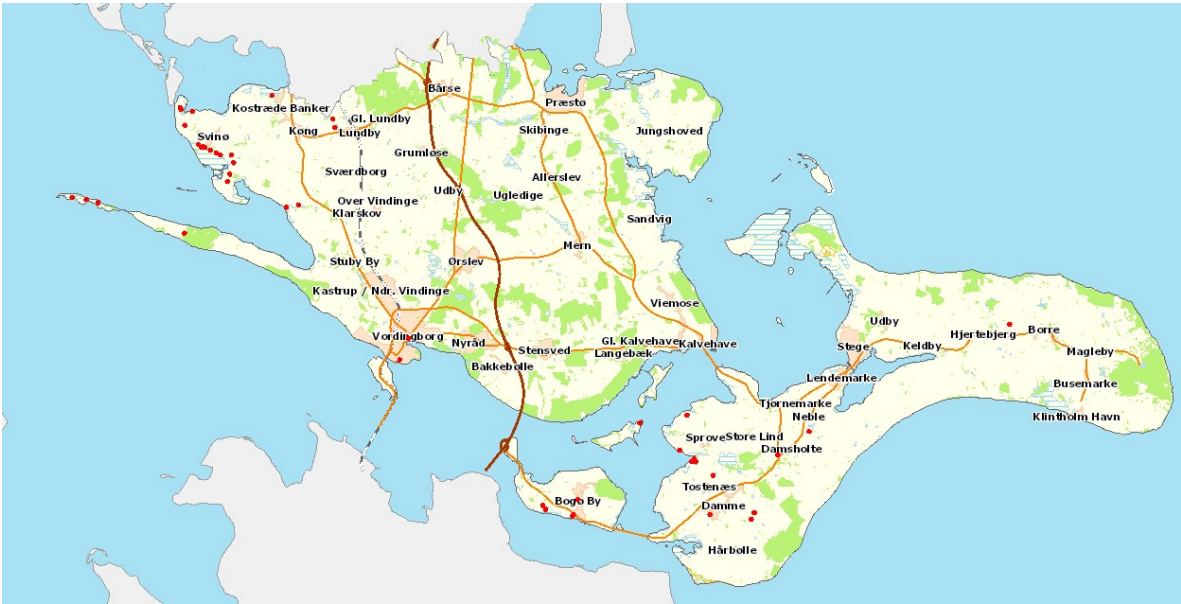 Bårse
Præstø
Kostræde Banker
Gl. Lundby
Køng
Lundby
Svinø
Skibinge
Jungshoved
Grumløse
Sværdborg
Allerslev
Udby
Ugledige
Over Vindinge
Klarskov
Sandvig
Mern
Stuby By
Ørslev
Kastrup / Ndr. Vindinge
Viemose
Vordingborg
Nyråd
Stensved
Gl. Kalvehave
Langebæk
Kalvehave
Bakkebølle
Udby
Stege
Keldby
Hjertebjerg
Borre
Magleby
Lendemarke
Busemarke
Tjørnemarke
Neble
Klintholm Havn
Sprove
Store Lind
Damsholte
Tostenæs
Bogø By
Damme
Hårbølle